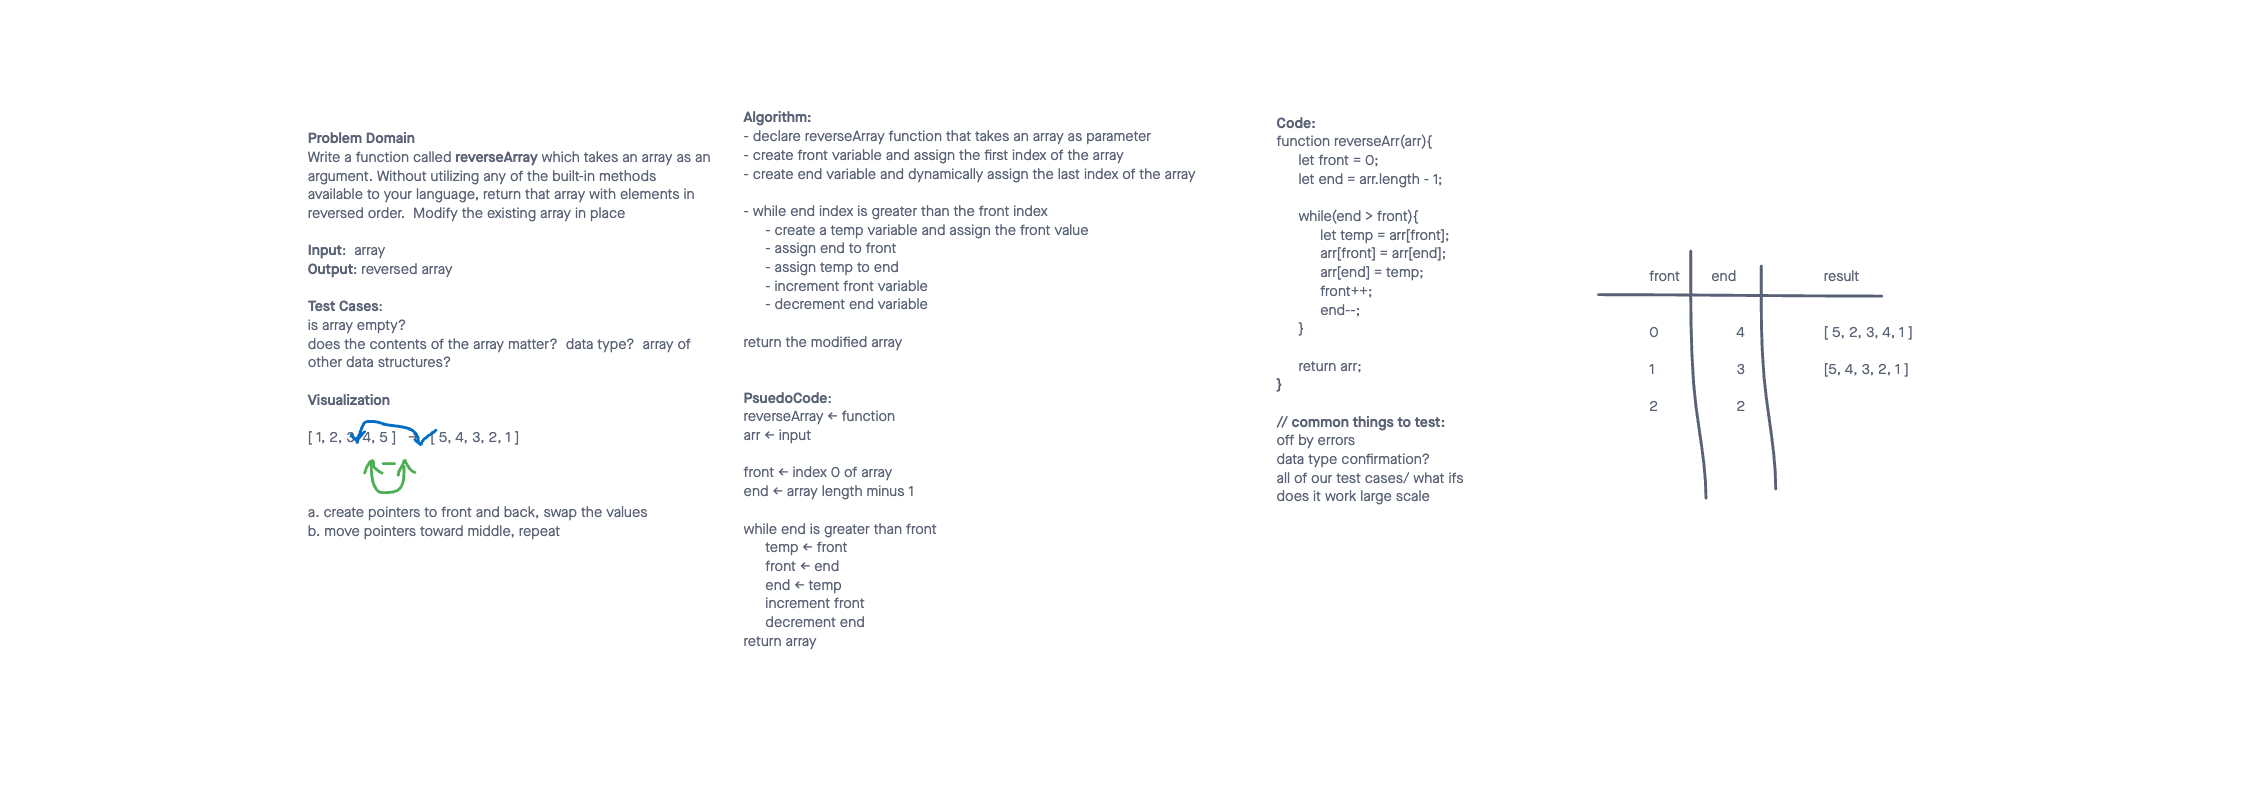 Problem Domain
Write a function called reverseArray which takes an array as an
argument. Without utilizing any of the built-in methods
available to your language, return that array with elements in
reversed order.  Modify the existing array in place
Input:  array
Output: reversed array
Test Cases:
is array empty?
does the contents of the array matter?  data type?  array of
other data structures?
Visualization
[ 1, 2, 3, 4, 5 ]  →  [ 5, 4, 3, 2, 1 ]
a. create pointers to front and back, swap the values
b. move pointers toward middle, repeat
Algorithm:
- declare reverseArray function that takes an array as parameter
- create front variable and assign the first index of the array
- create end variable and dynamically assign the last index of the array
- while end index is greater than the front index
- create a temp variable and assign the front value
- assign end to front
- assign temp to end
- increment front variable
- decrement end variable
return the modified array
PsuedoCode:
reverseArray ← function
arr ← input
front ← index 0 of array
end ← array length minus 1
while end is greater than front
temp ← front
front ← end
end ← temp
increment front
decrement end
return array
Code:
function reverseArr(arr){
let front = 0;
let end = arr.length - 1;
while(end > front){
let temp = arr[front];
arr[front] = arr[end];
arr[end] = temp;
front++;
end--;
}
return arr;
}
// common things to test:
off by errors
data type confirmation?
all of our test cases/ what ifs
does it work large scale
front end result
0 4 [ 5, 2, 3, 4, 1 ]
1 3 [5, 4, 3, 2, 1 ]
2 2